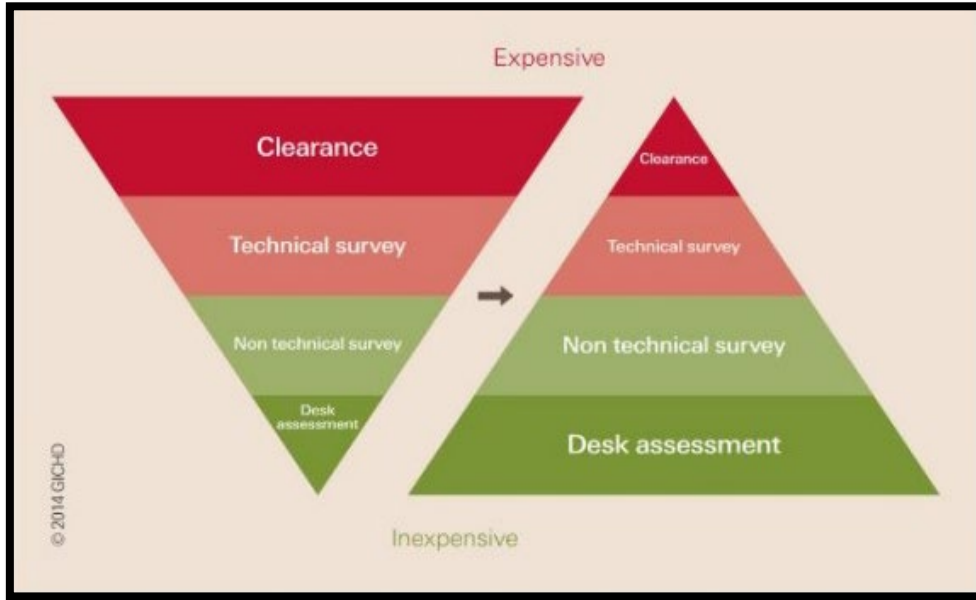 Expensive
Clearance
Technical survey
Non technical survey
Desk
assessment
Clearance
Technical survey
Non technical survey
Desk assessment
Inexpensive
© 2014 GICHD